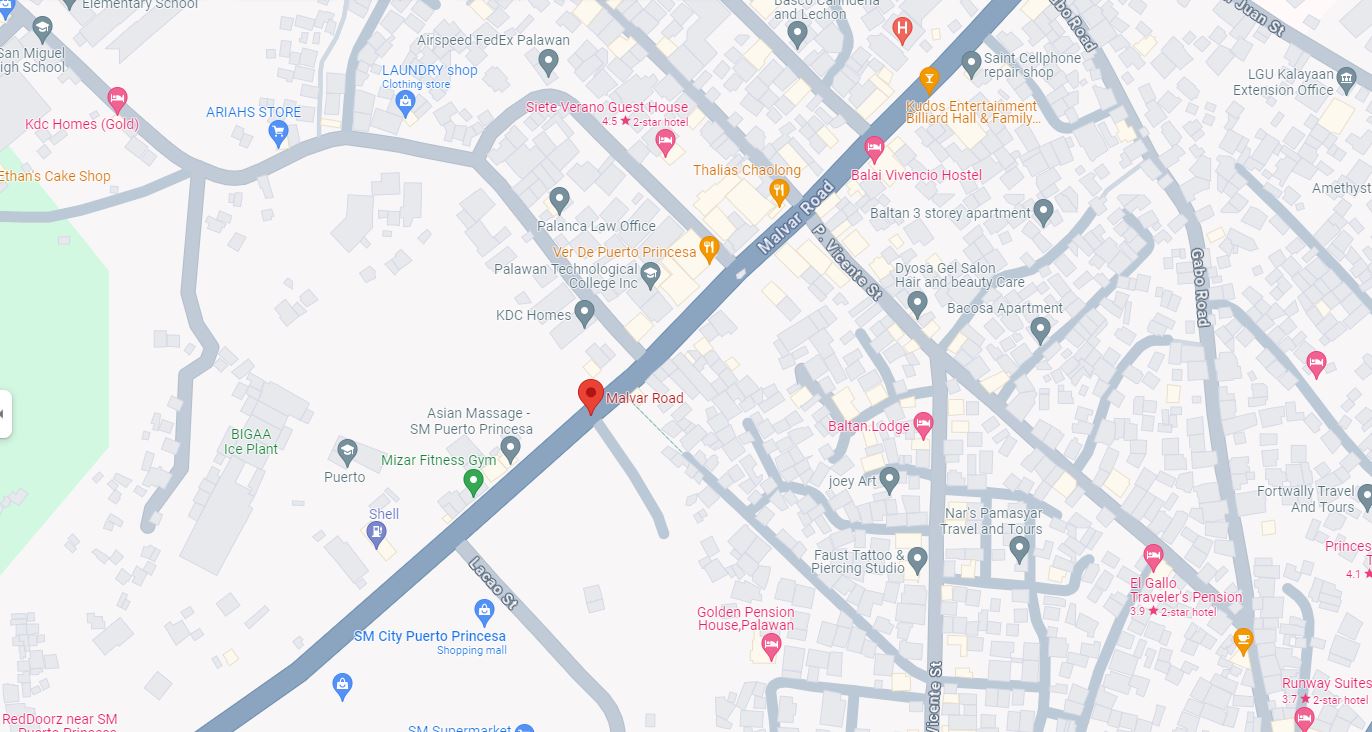 Elementary School
San Miguel
igh School
Kdc Homes (Gold)
ARIAHS STORE
Ethan's Cake Shop
LAUNDRY shop
Clothing store
Airspeed FedEx Palawan
Siete Verano Guest House
4.5 ★ 2-star hotel
Basco Carinderia
and Lechon
H
Saint Cellphone
repair shop
Kudos Entertainment
Billiard Hall & Family...
Juan St
LGU Kalayaan
Extension Office
Thalias Chaolong
Balai Vivencio Hostel
Malvar Road
P. Vicente St
Baltan 3 storey apartment
Amethyst
Palanca Law Office
Ver De Puerto Princesa
Palawan Technological
College Inc
KDC Homes
Dyosa Gel Salon
Hair and beauty Care
Bacosa Apartment
Gabo Road
Malvar Road
Asian Massage -
SM Puerto Princesa
Mizar Fitness Gym
BIGAA
Ice Plant
Puerto
Shell
Baltan.Lodge
joey Art
Nar's Pamasyar
Travel and Tours
Fortwally Travel
And Tours
Faust Tattoo &
Piercing Studio
Lacao St
SM City Puerto Princesa
Shopping mall
Golden Pension
House,Palawan
El Gallo
Traveler's Pension
3.9 ★ 2-star hotel
Princes
4.1 ★
Vicente St
Runway Suites
3.7 ★ 2-star hotel
RedDoorz near SM
Puerto Princesa
SM Supermarket